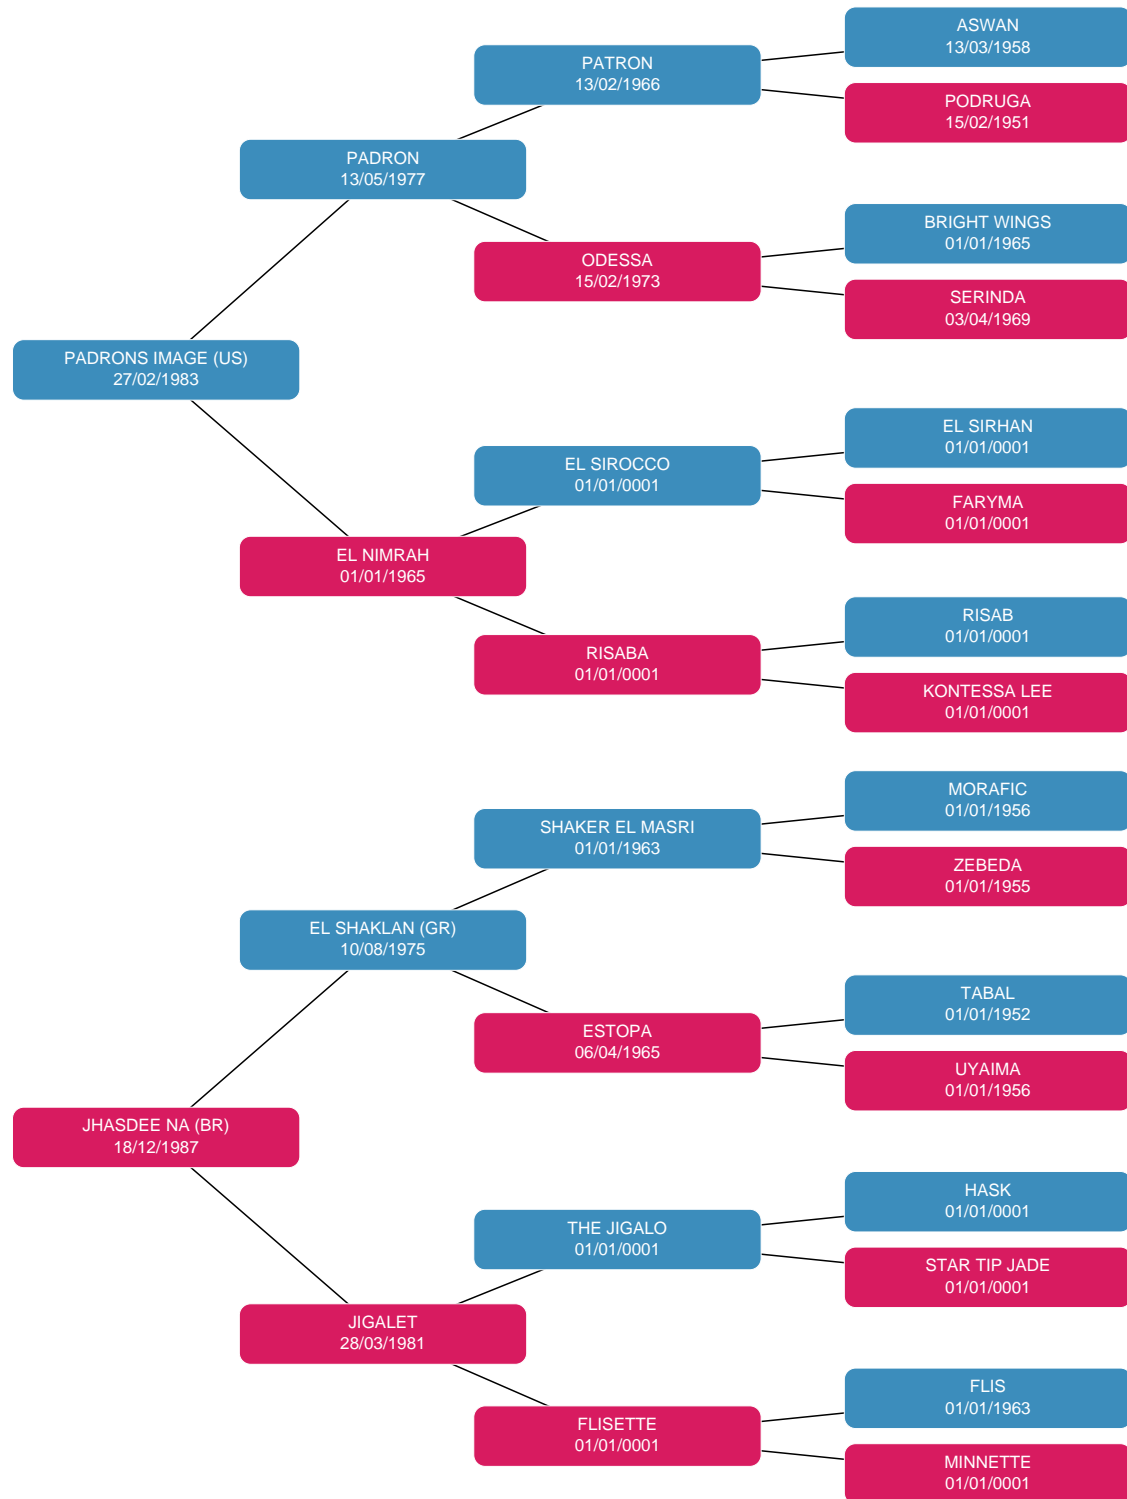 ASWAN
13/03/1958
PATRON
13/02/1966
PODRUGA
15/02/1951
PADRON
13/05/1977
BRIGHT WINGS
01/01/1965
ODESSA
15/02/1973
SERINDA
03/04/1969
PADRONS IMAGE (US)
27/02/1983
EL SIRHAN
01/01/0001
EL SIROCCO
01/01/0001
FARYMA
01/01/0001
EL NIMRAH
01/01/1965
RISAB
01/01/0001
RISABA
01/01/0001
KONTESSA LEE
01/01/0001
MORAFIC
01/01/1956
SHAKER EL MASRI
01/01/1963
ZEBEDA
01/01/1955
EL SHAKLAN (GR)
10/08/1975
TABAL
01/01/1952
ESTOPA
06/04/1965
UYAIMA
01/01/1956
JHASDEE NA (BR)
18/12/1987
HASK
01/01/0001
THE JIGALO
01/01/0001
STAR TIP JADE
01/01/0001
JIGALET
28/03/1981
FLIS
01/01/1963
FLISETTE
01/01/0001
MINNETTE
01/01/0001